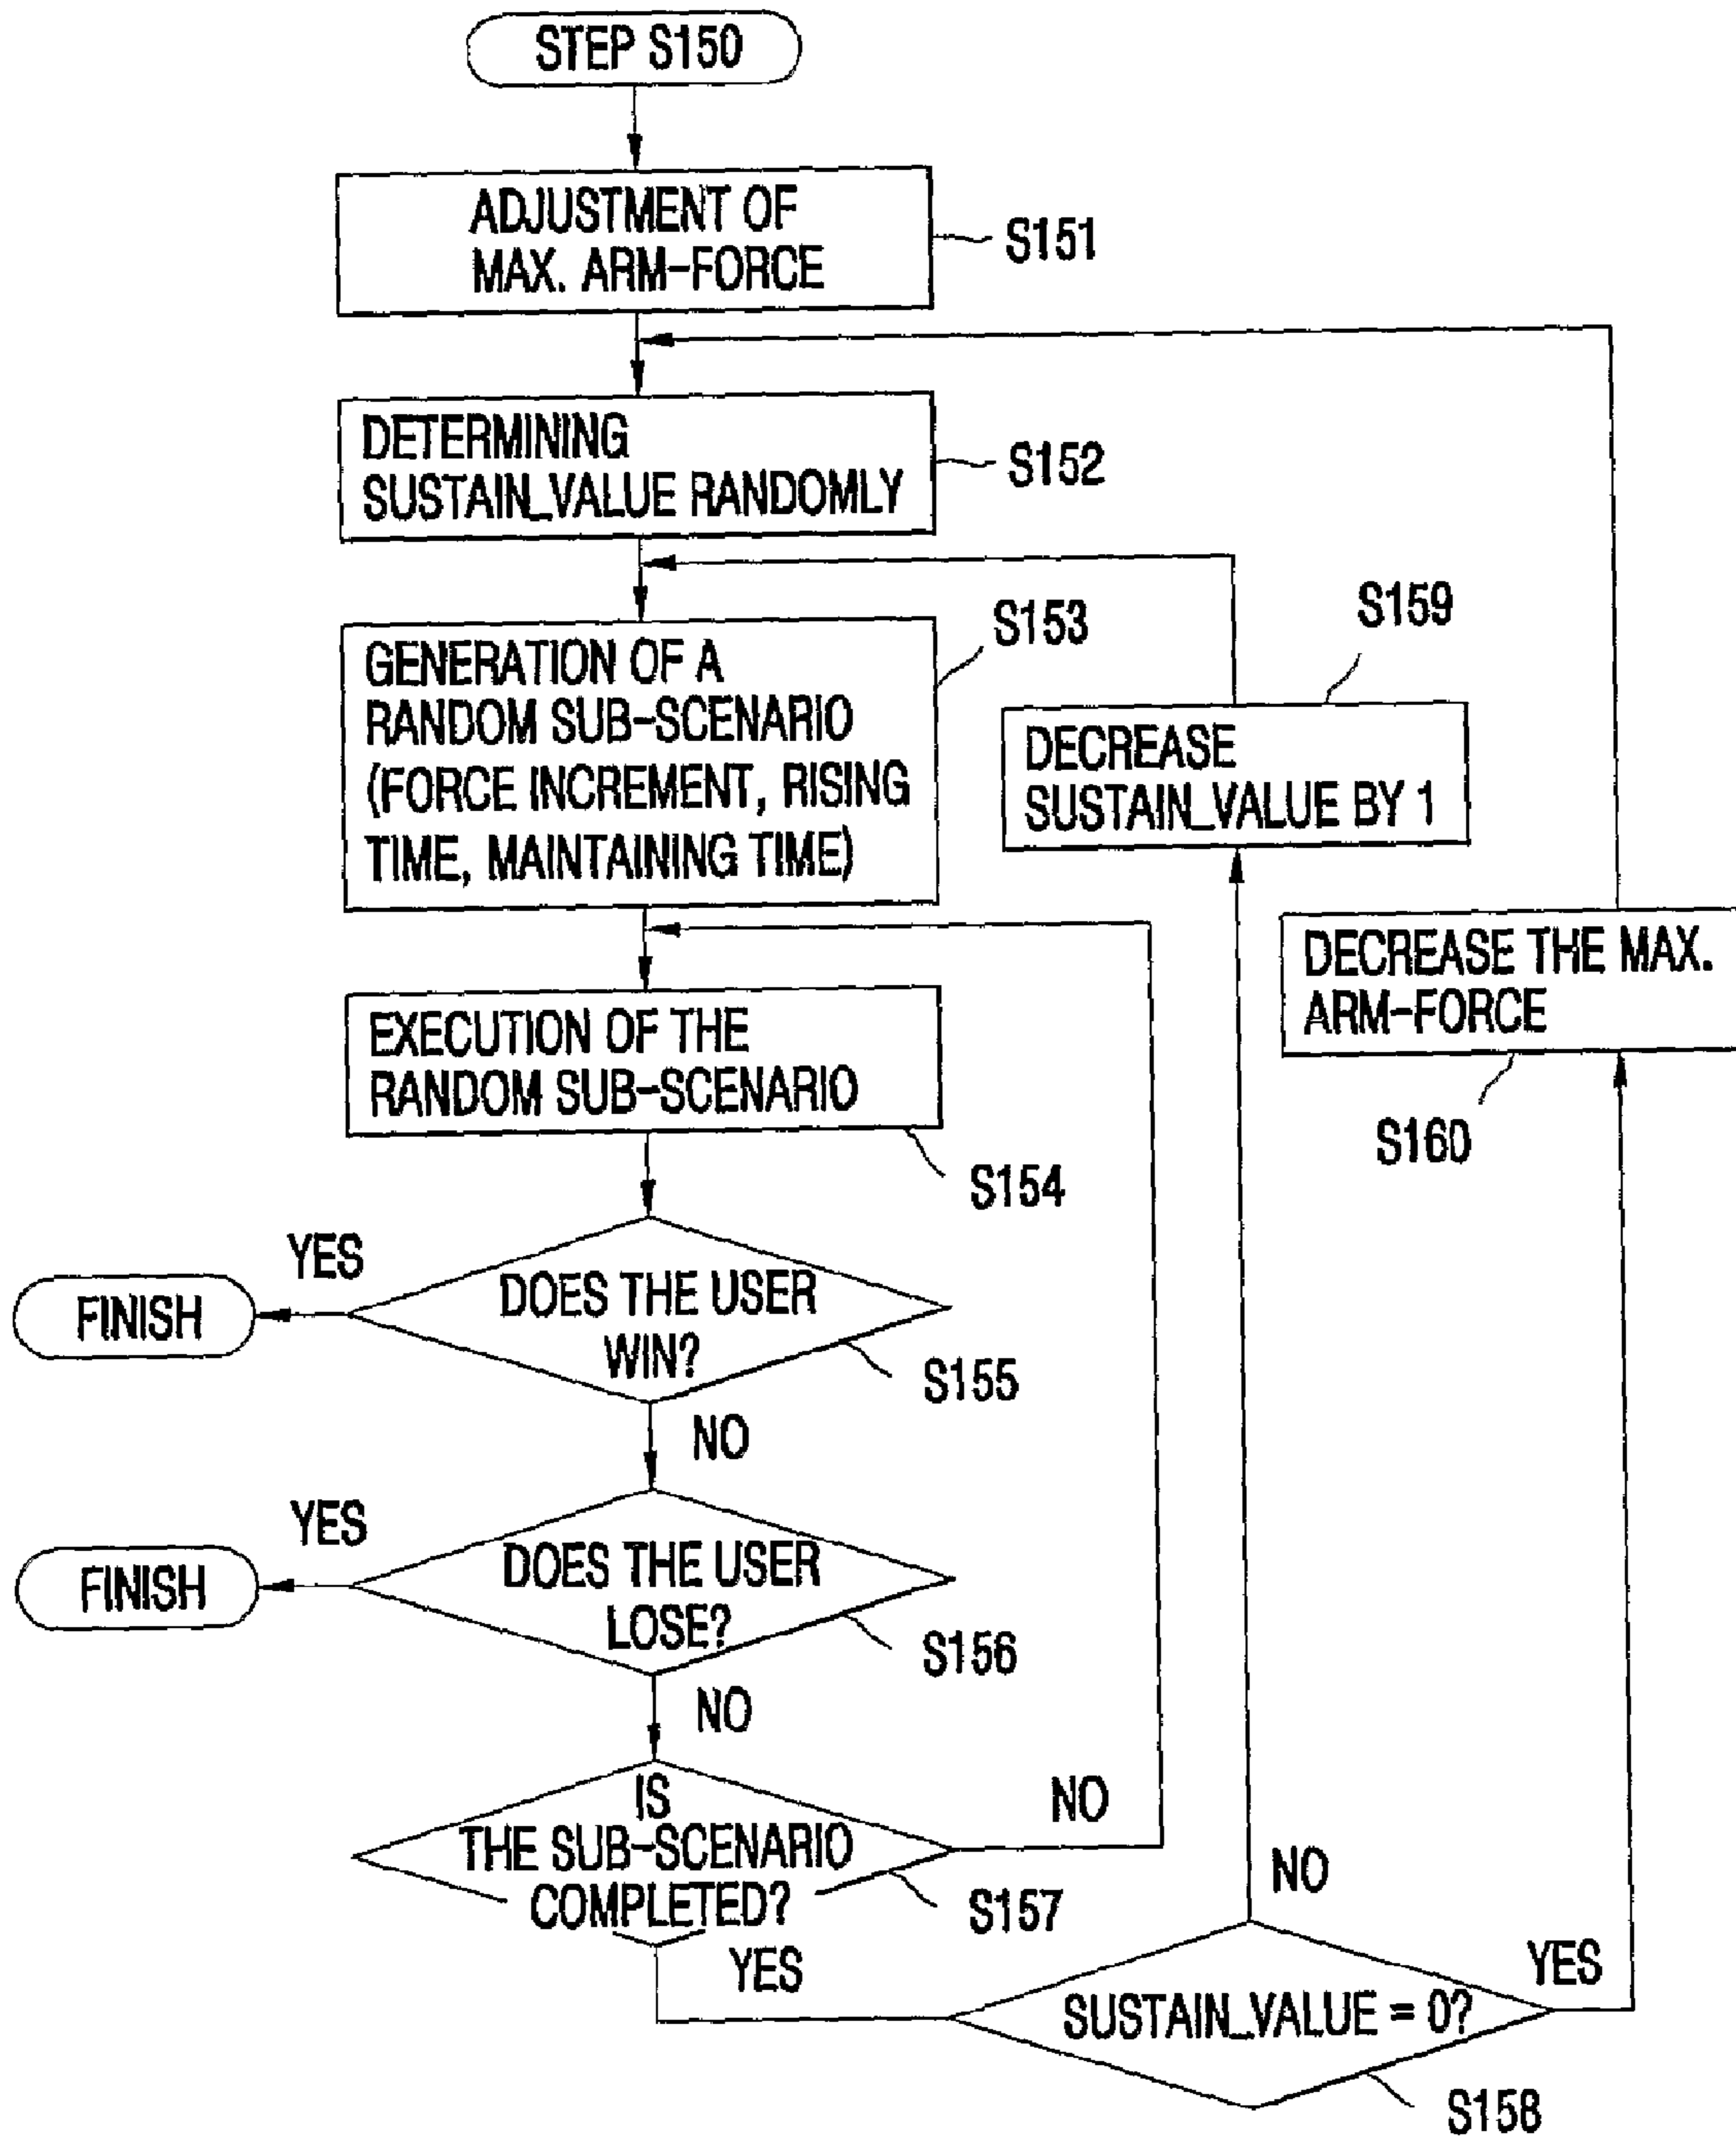 STEP S150
ADJUSTMENT OF
MAX. ARM-FORCE
S151
DETERMINING
SUSTAIN_VALUE RANDOMLY
S152
GENERATION OF A
RANDOM SUB-SCENARIO
(FORCE INCREMENT, RISING
TIME, MAINTAINING TIME)
S153
S159
DECREASE
SUSTAIN_VALUE BY 1
DECREASE THE MAX.
ARM-FORCE
S160
EXECUTION OF THE
RANDOM SUB-SCENARIO
S154
YES
FINISH
DOES THE USER
WIN?
S155
NO
YES
FINISH
DOES THE USER
LOSE?
S156
NO
IS
THE SUB-SCENARIO
COMPLETED?
S157
NO
YES
NO
YES
SUSTAIN_VALUE = 0?
S158